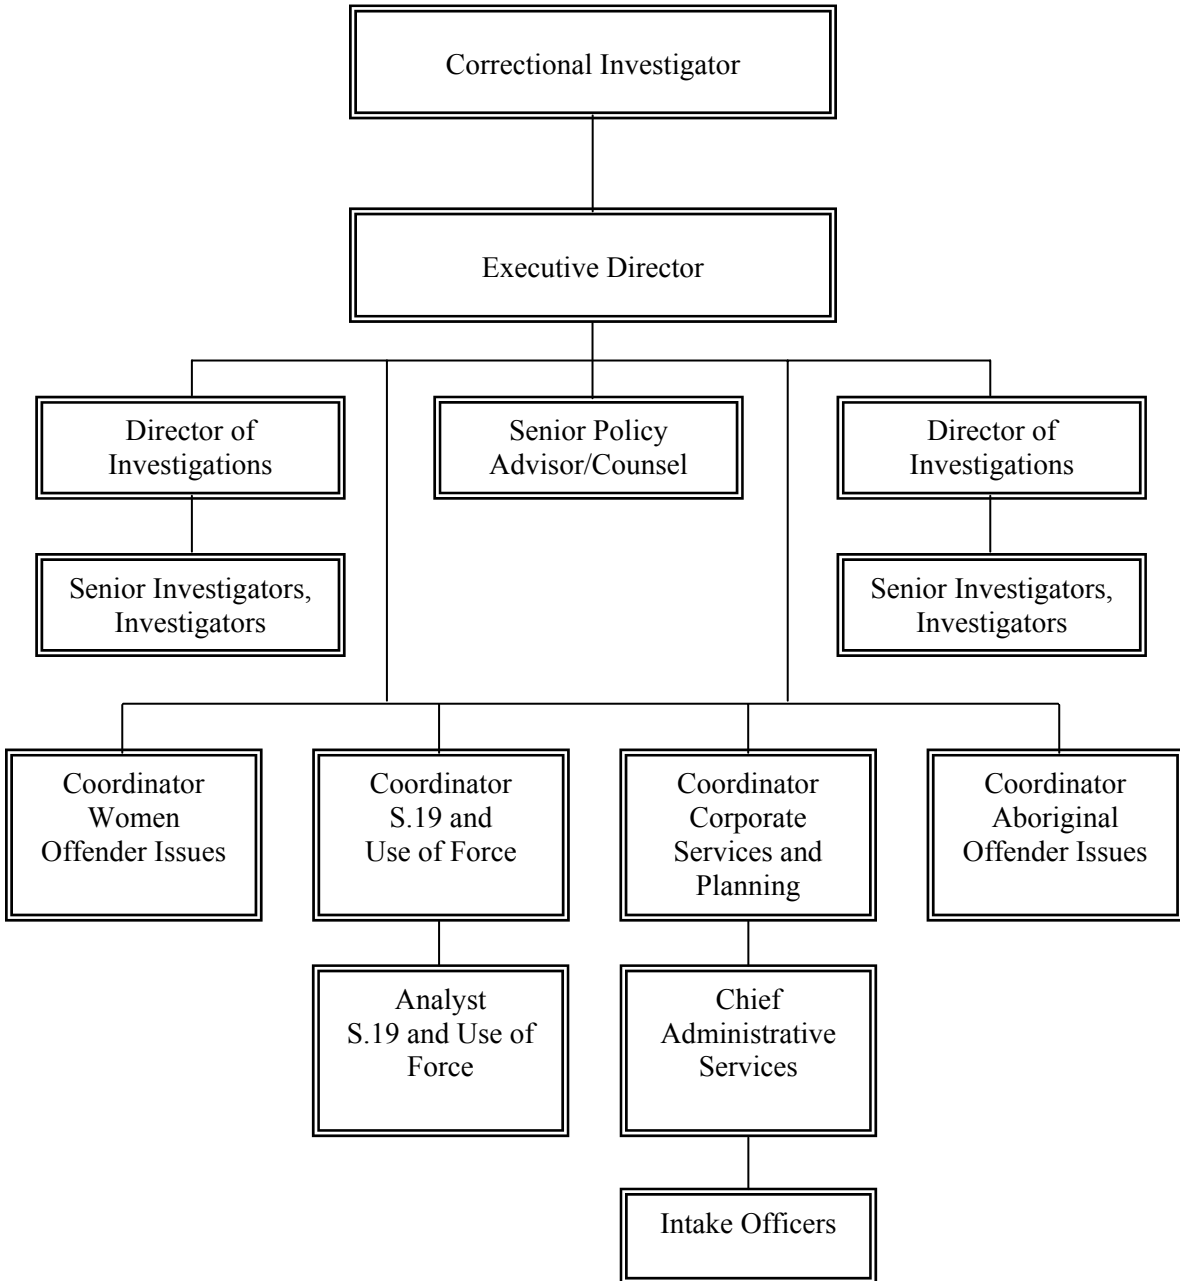 Correctional Investigator
Executive Director
Director of
Investigations
Senior Policy
Advisor/Counsel
Director of
Investigations
Senior Investigators,
Investigators
Senior Investigators,
Investigators
Coordinator
Women
Offender Issues
Coordinator
S.19 and
Use of Force
Coordinator
Corporate
Services and
Planning
Coordinator
Aboriginal
Offender Issues
Analyst
S.19 and Use of
Force
Chief
Administrative
Services
Intake Officers